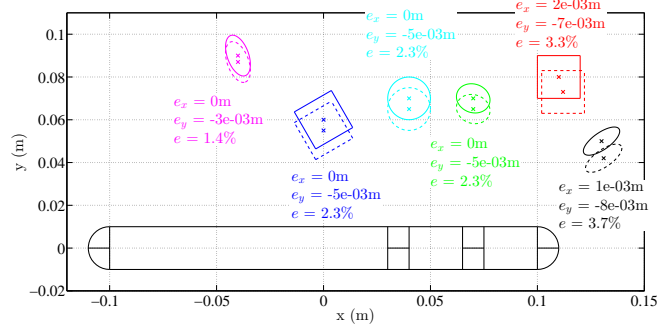 e_x = 2e-03m
e_y = -7e-03m
e = 3.3%
e_x = 0m
e_y = -5e-03m
e = 2.3%
e_x = 0m
e_y = -3e-03m
e = 1.4%
e_x = 0m
e_y = -5e-03m
e = 2.3%
e_x = 0m
e_y = -5e-03m
e = 2.3%
e_x = 1e-03m
e_y = -8e-03m
e = 3.7%
0.1
0.08
0.06
0.04
0.02
0
−0.02
y (m)
−0.1
−0.05
0
0.05
0.1
0.15
x (m)